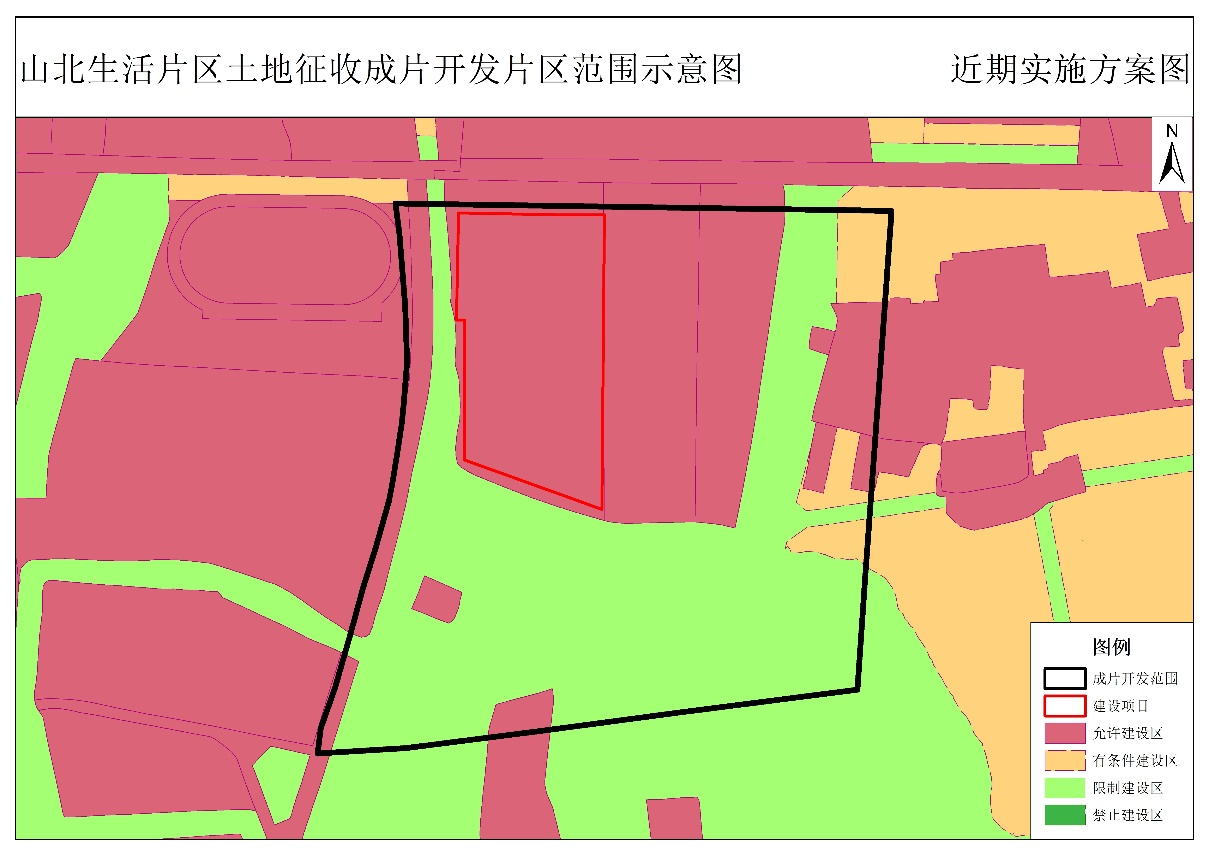 山北生活片区土地征收成片开发片区范围示意图 近期实施方案图
N
图例
成片开发范围
建设项目
允许建设区
有条件建设区
限制建设区
禁止建设区